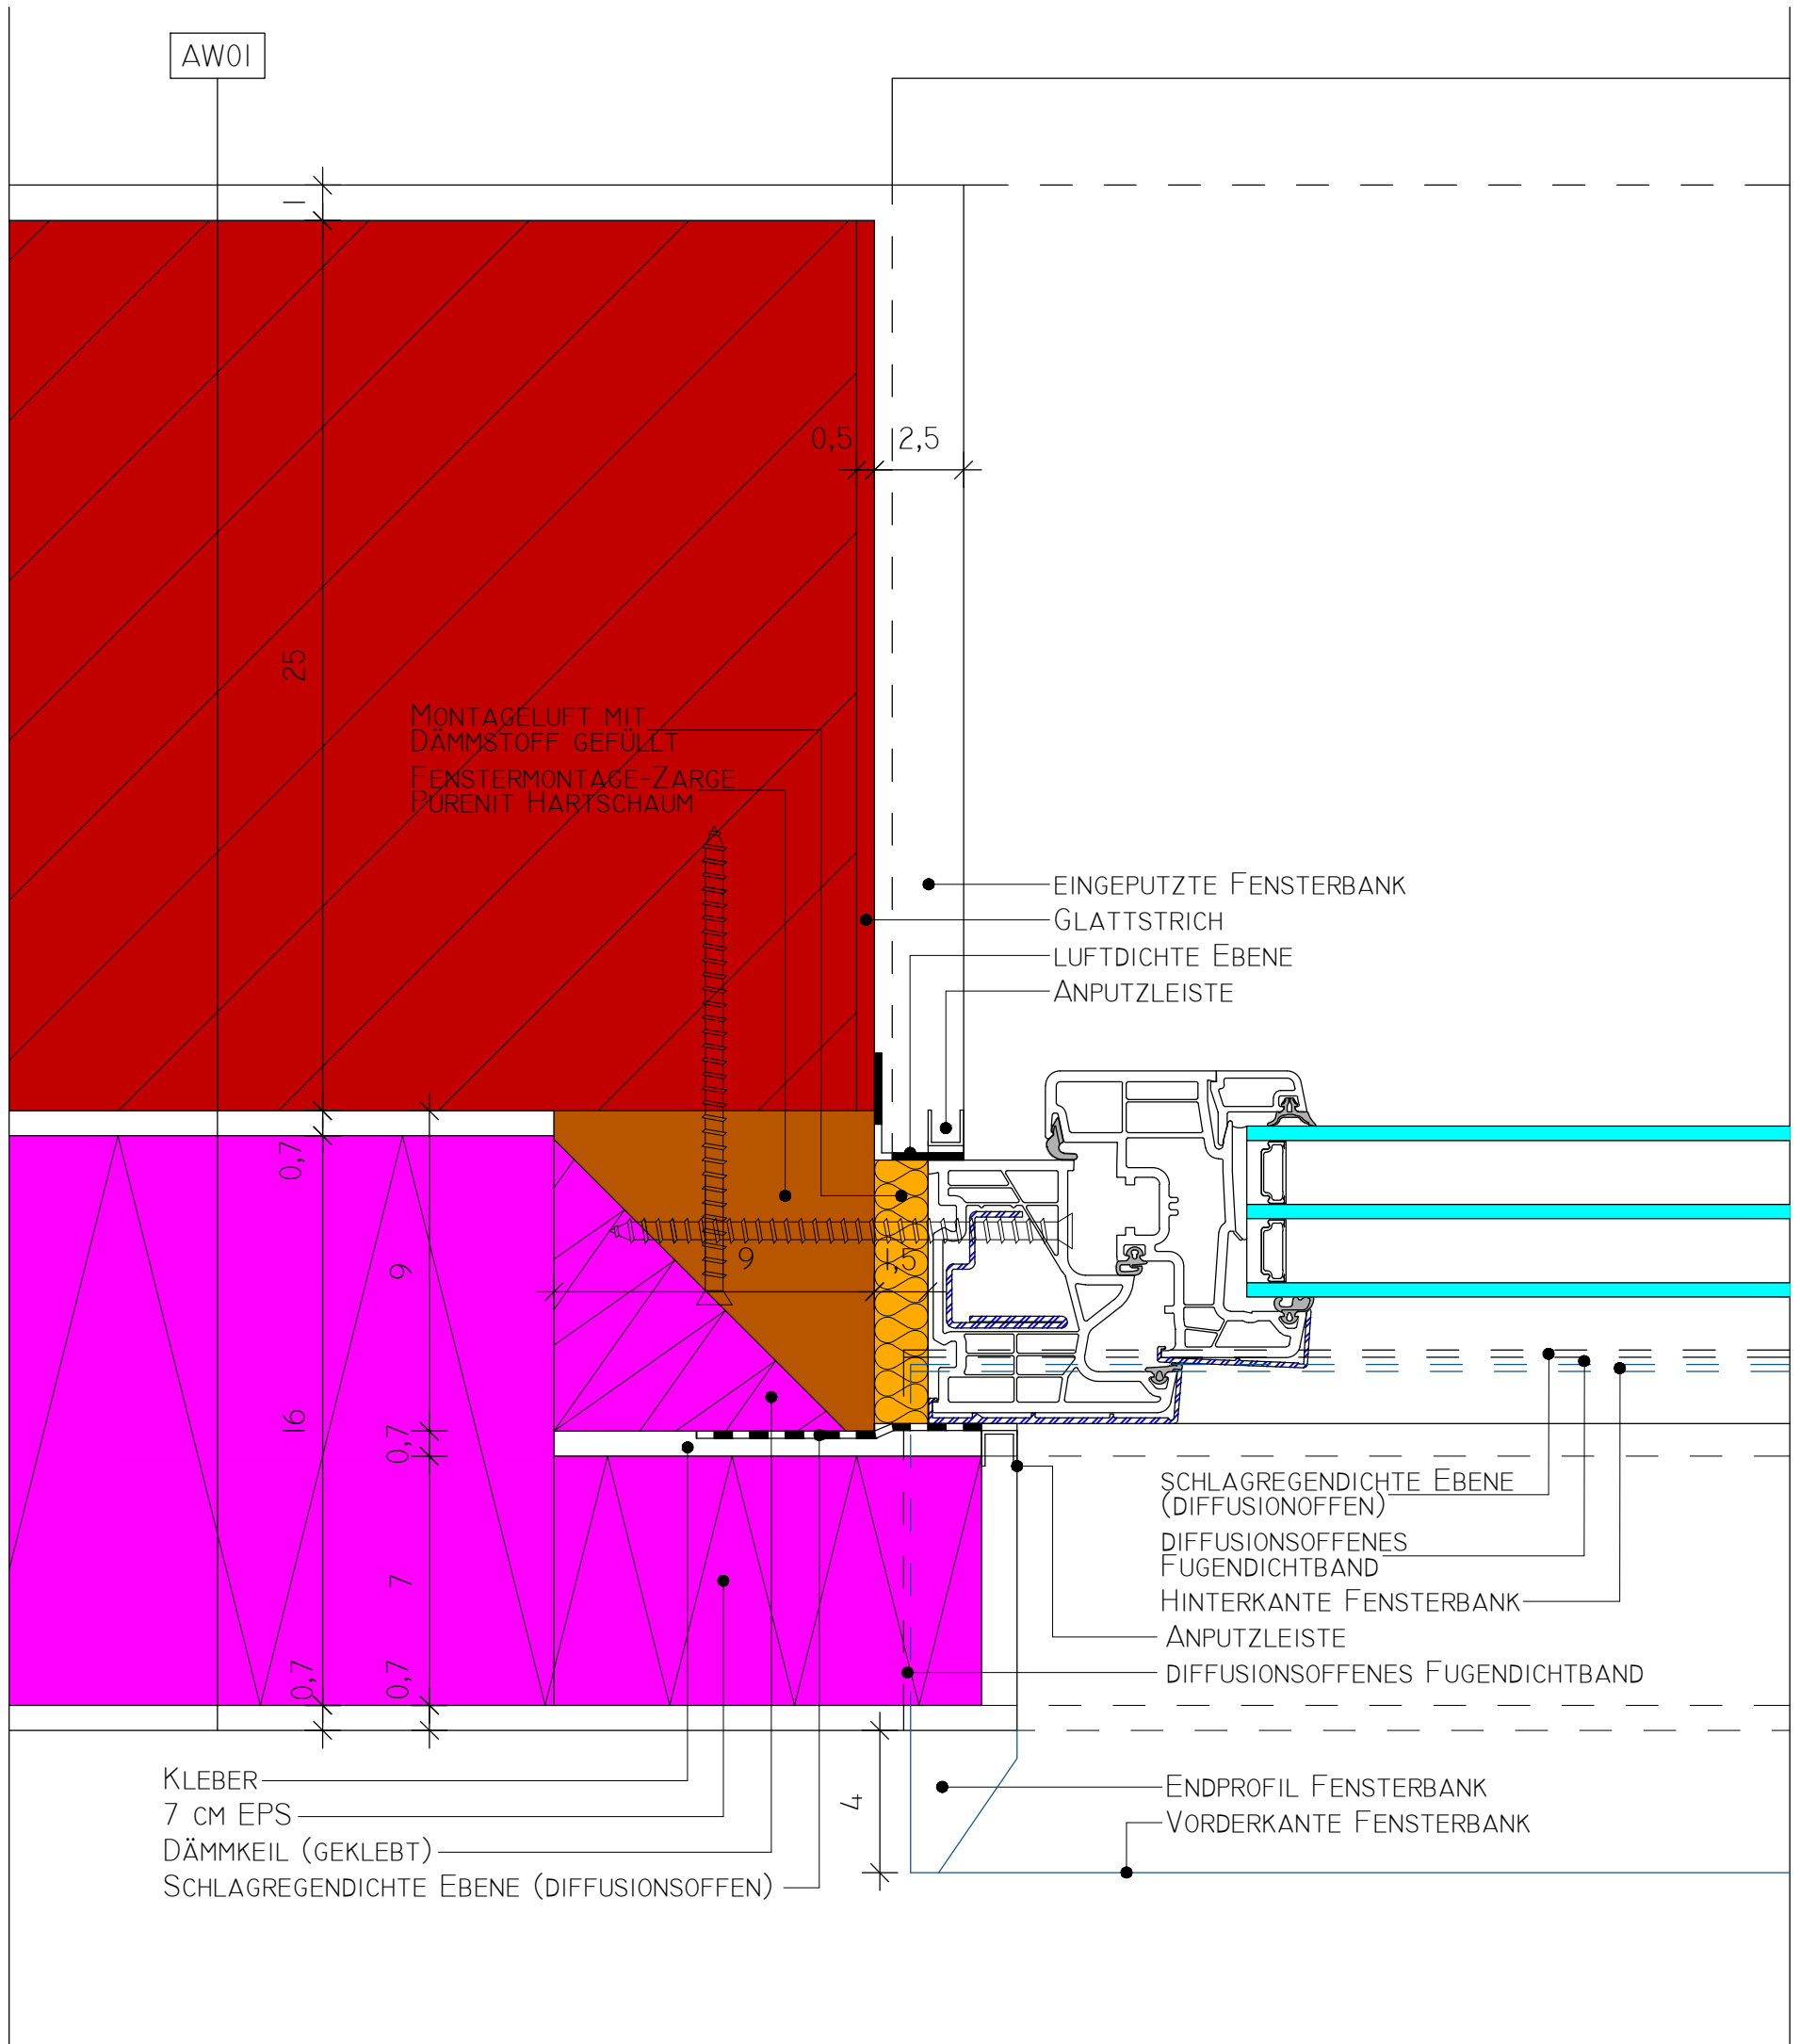 AW01
1
0,5
2,5
25
MONTAGELUFT MIT
DÄMMSTOFF GEFÜLLT
FENSTERMONTAGE-ZARGE
PURENIT HARTSCHAUM
EINGEPUTZTE FENSTERBANK
GLATTSTRICH
LUFTDICHTE EBENE
ANPUTZLEISTE
0,7
9
9
1,5
16
0,7
7
0,7
0,7
SCHLAGREGENDICHTE EBENE
(DIFFUSIONOFFEN)
DIFFUSIONSOFFENES
FUGENDICHTBAND
HINTERKANTE FENSTERBANK
ANPUTZLEISTE
DIFFUSIONSOFFENES FUGENDICHTBAND
KLEBER
7 CM EPS
DÄMMKEIL (GEKLEBT)
SCHLAGREGENDICHTE EBENE (DIFFUSIONSOFFEN)
4
ENDPROFIL FENSTERBANK
VORDERKANTE FENSTERBANK